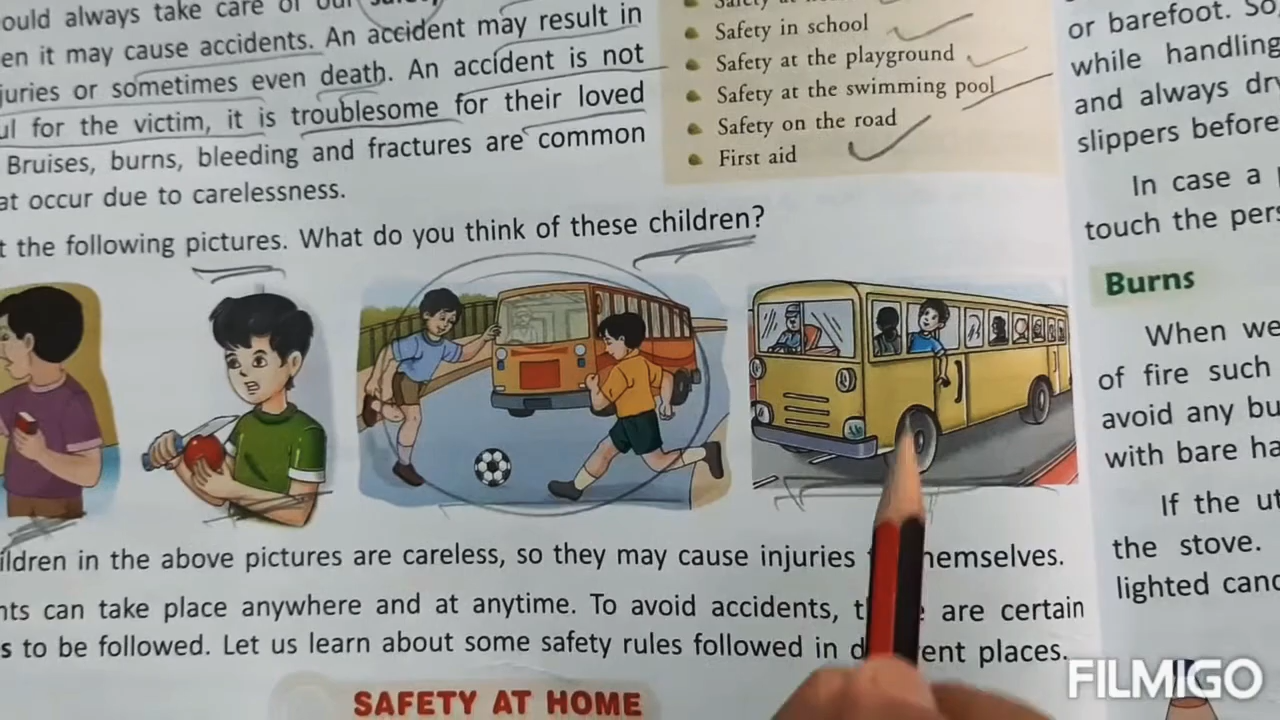 ould always take care of our
en it may cause accidents. An accident may result in
juries or sometimes even death. An accident is not
ul for the victim, it is troublesome for their loved
Bruises, burns, bleeding and fractures are common
at occur due to carelessness.
Safety in school
Safety at the playground
Safety at the swimming pool
Safety on the road
First aid
t the following pictures. What do you think of these children?
ildren in the above pictures are careless, so they may cause injuries hemselves.
nts can take place anywhere and at anytime. To avoid accidents, are certain
s to be followed. Let us learn about some safety rules followed in d ent places.
SAFETY AT HOME
or barefoot. So
while handling
and always dry
slippers before
In case a p
touch the pers
Burns
When we
of fire such
avoid any bu
with bare ha
If the ut
the stove.
lighted cand
FILMIGO